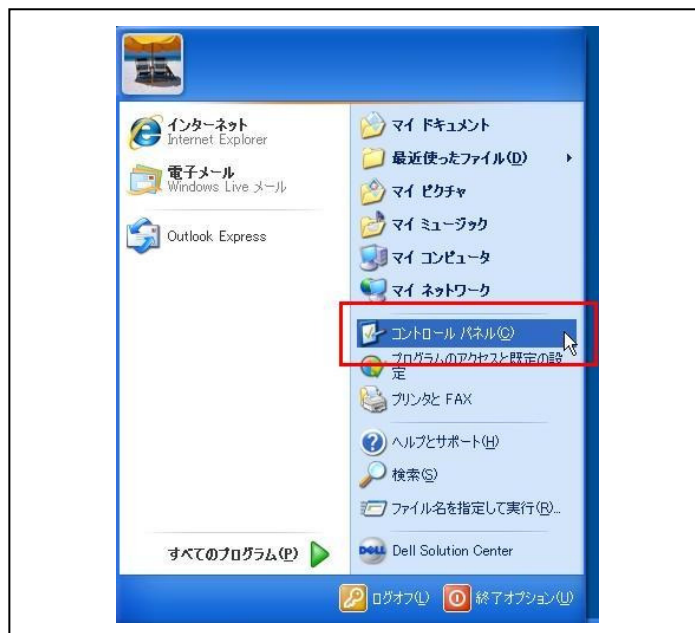 インターネット
Internet Explorer
電子メール
Windows Live メール
Outlook Express
すべてのプログラム(P)
マイ ドキュメント
最近使ったファイル(D)
マイ ピクチャ
マイ ミュージック
マイ コンピュータ
マイ ネットワーク
コントロール パネル(C)
プログラムのアクセスと既定の設
定
プリンタと FAX
ヘルプとサポート(H)
検索(S)
ファイル名を指定して実行(R)...
DELL Dell Solution Center
ログオフ(L) 終了オプション(U)